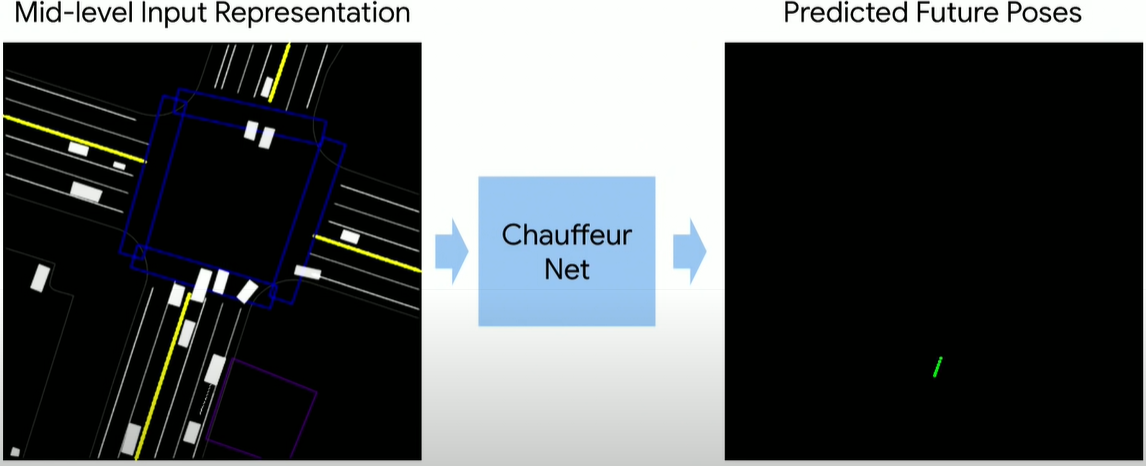 Mid-level Input Representation
Predicted Future Poses
Chauffeur
Net